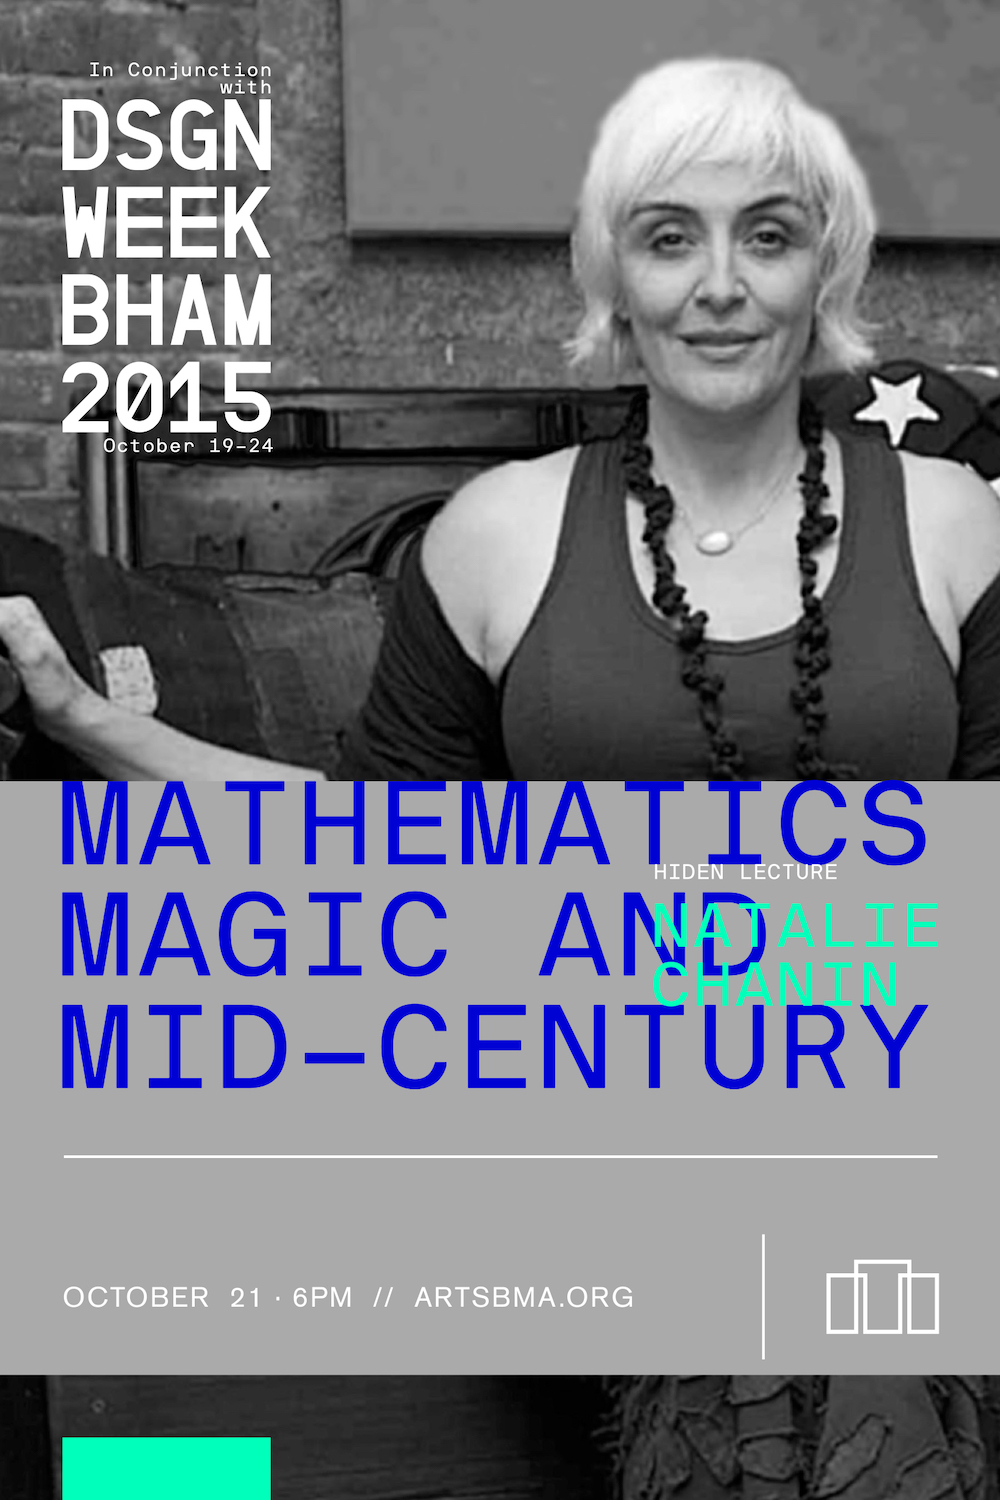 In Conjunction
with
DSGN
WEEK
BHAM
2015
October 19–24
MATHEMATICS
MAGIC AND
MID–CENTURY
HIDEN LECTURE
NATALIE
CHANIN
OCTOBER 21 · 6PM // ARTSBMA.ORG